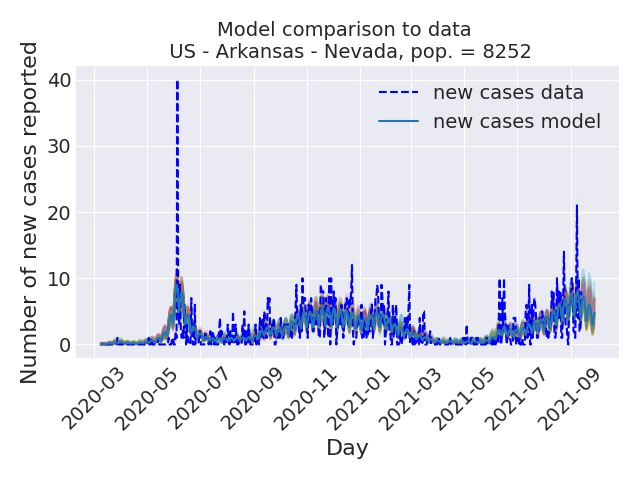 Model comparison to data
US - Arkansas - Nevada, pop. = 8252
Number of new cases reported
40
30
20
10
0
new cases data
new cases model
2020-03
2020-05
2020-07
2020-09
2020-11
2021-01
2021-03
2021-05
2021-07
2021-09
Day